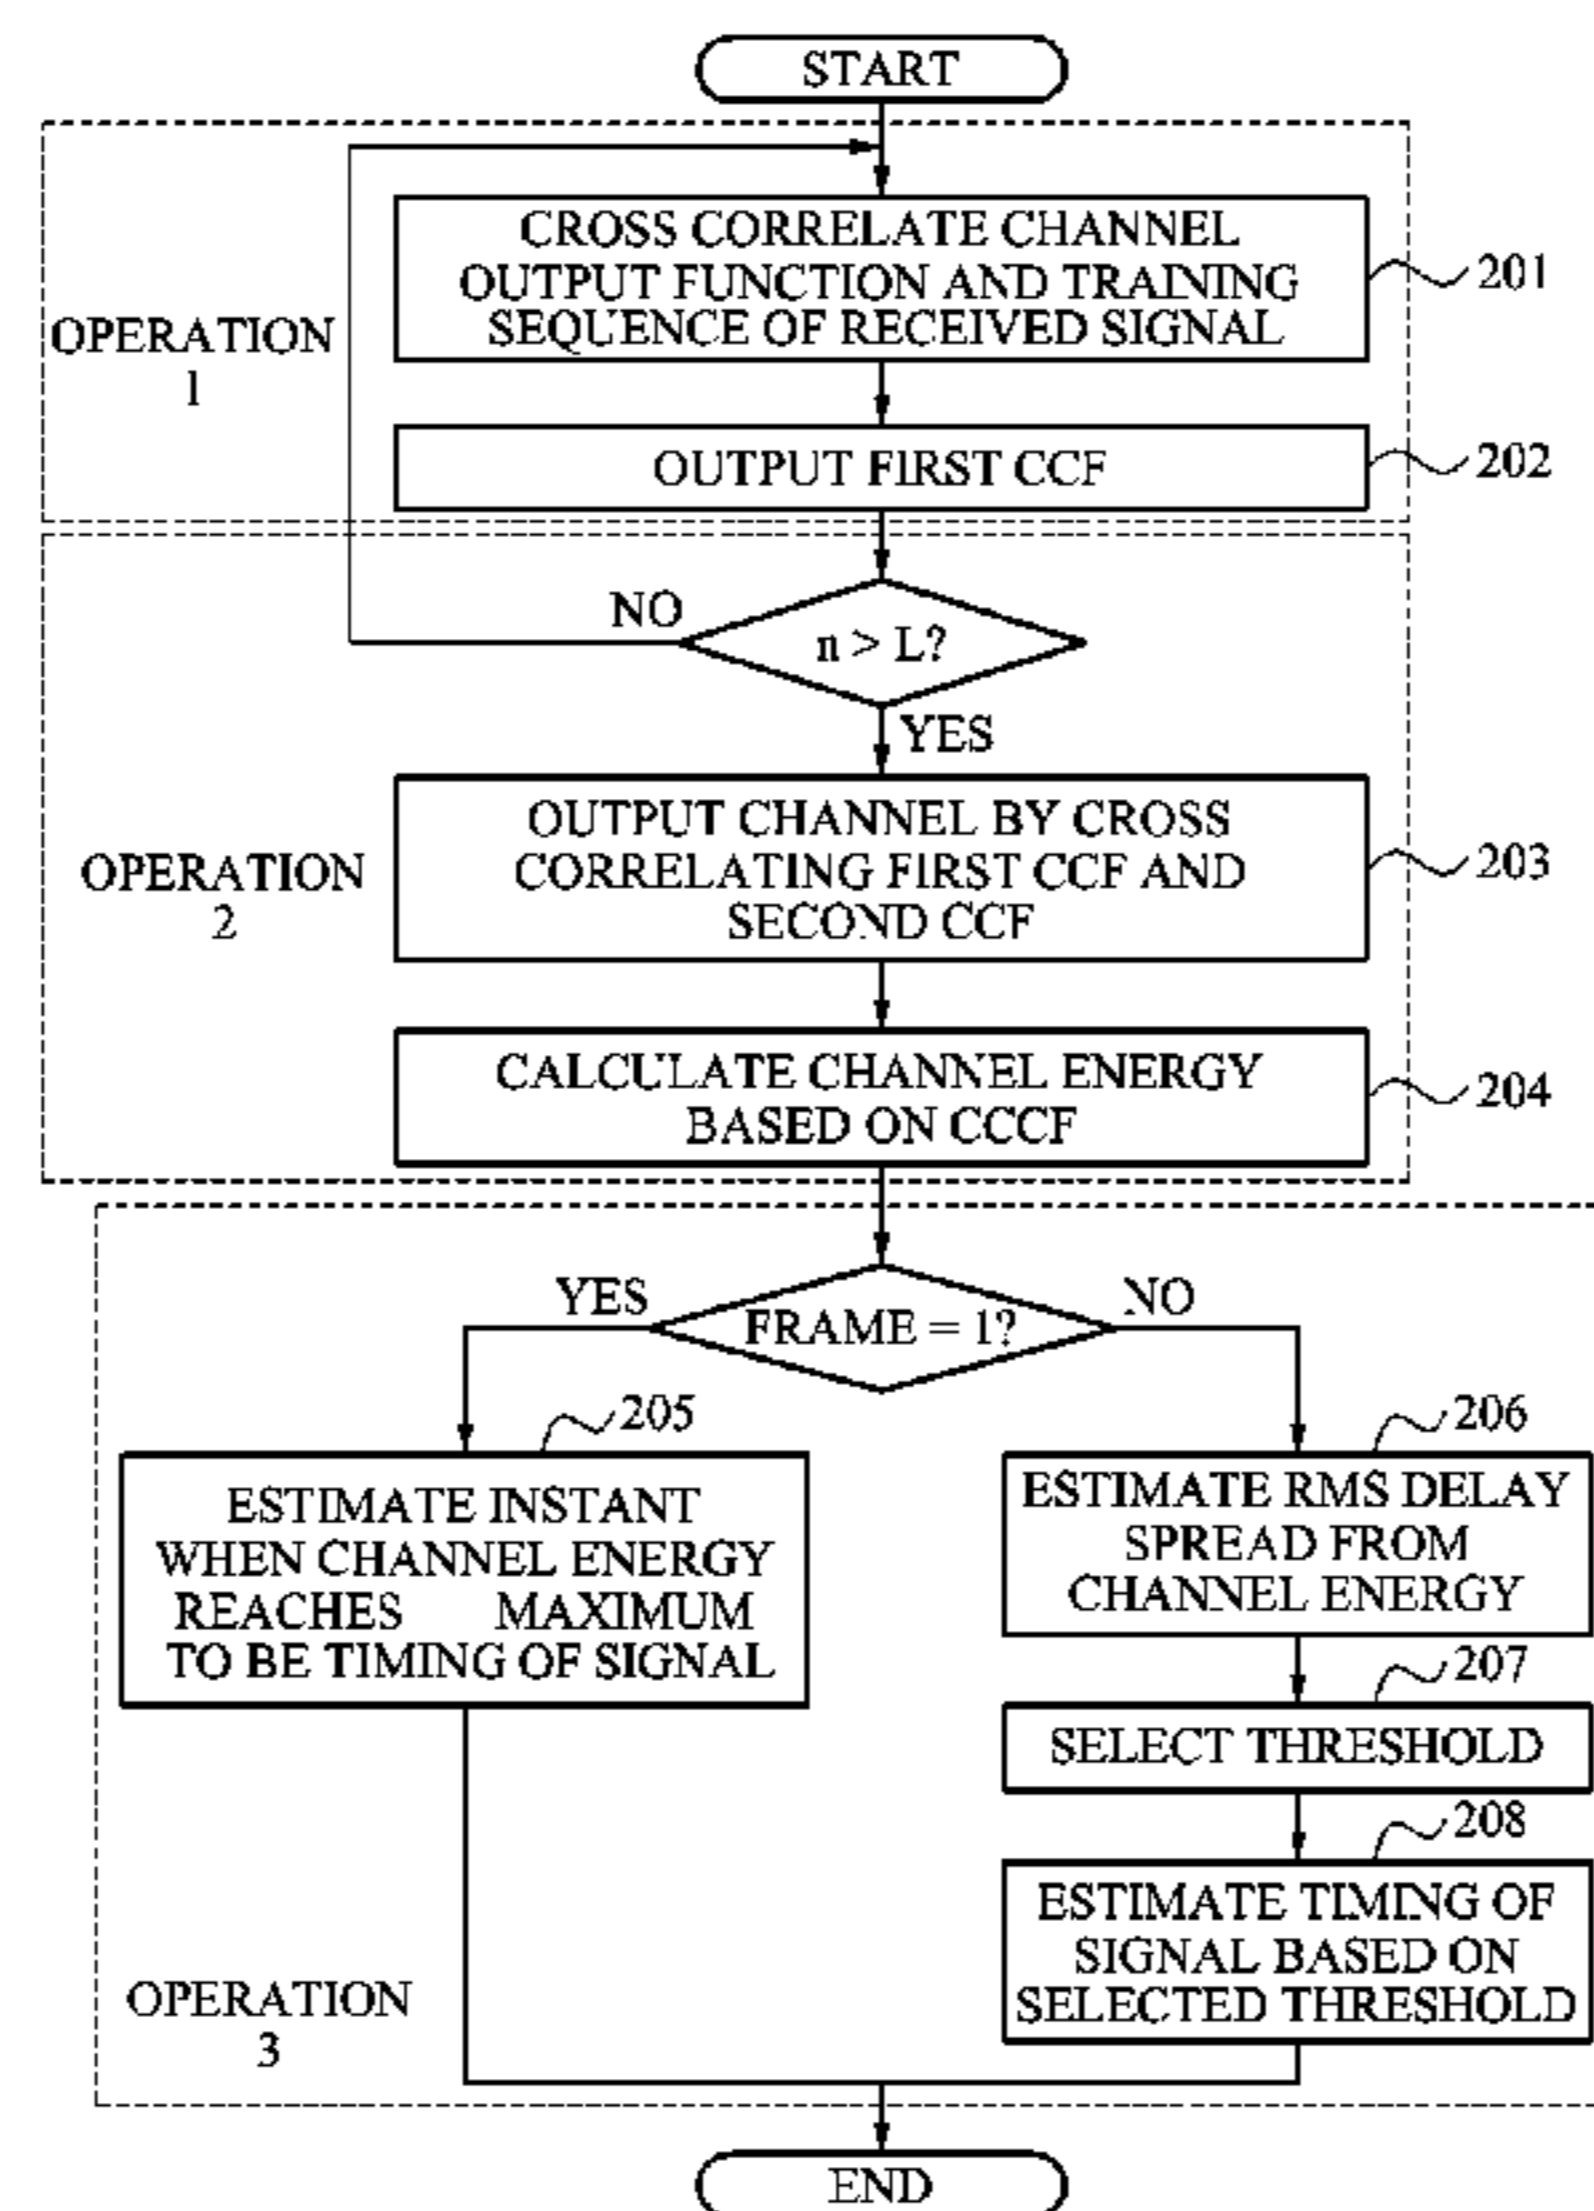 START
CROSS CORRELATE CHANNEL
OUTPUT FUNCTION AND TRAINING
SEQUENCE OF RECEIVED SIGNAL
201
OPERATION
1
OUTPUT FIRST CCF
202
NO
n > L?
YES
OUTPUT CHANNEL BY CROSS
CORRELATING FIRST CCF AND
SECOND CCF
203
OPERATION
2
CALCULATE CHANNEL ENERGY
BASED ON CCCF
204
YES
FRAME = 1?
NO
205
ESTIMATE INSTANT
WHEN CHANNEL ENERGY
REACHES MAXIMUM
TO BE TIMING OF SIGNAL
206
ESTIMATE RMS DELAY
SPREAD FROM
CHANNEL ENERGY
207
SELECT THRESHOLD
208
ESTIMATE TIMING OF
SIGNAL BASED ON
SELECTED THRESHOLD
OPERATION
3
END